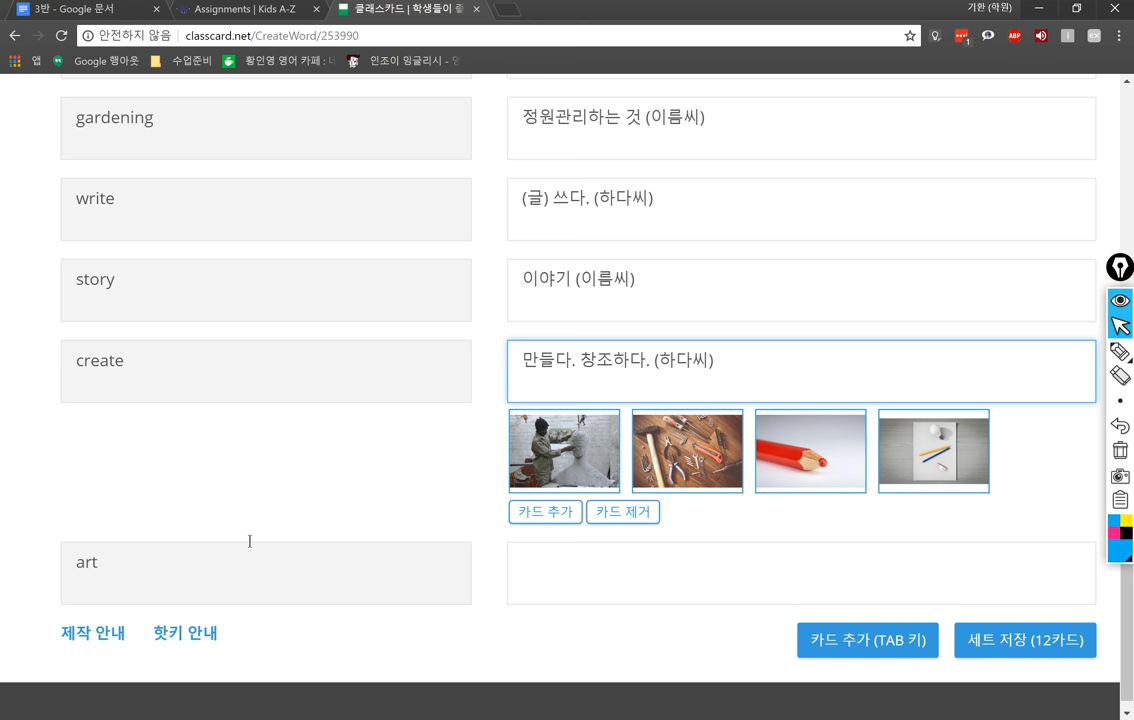 3반 - Google 문서
Assignments | Kids A-Z
클래스카드 | 학생들이 좋
기환 (학원)
안전하지 않음
classcard.net/CreateWord/253990
앱
Google 행아웃
수업준비
황인영 영어 카페 : 네
인조이 잉글리시 - 영
gardening
정원관리하는 것 (이름씨)
write
(글) 쓰다. (하다씨)
story
이야기 (이름씨)
create
만들다. 창조하다. (하다씨)
카드 추가
카드 제거
art
제작 안내
핫키 안내
카드 추가 (TAB 키)
세트 저장 (12카드)